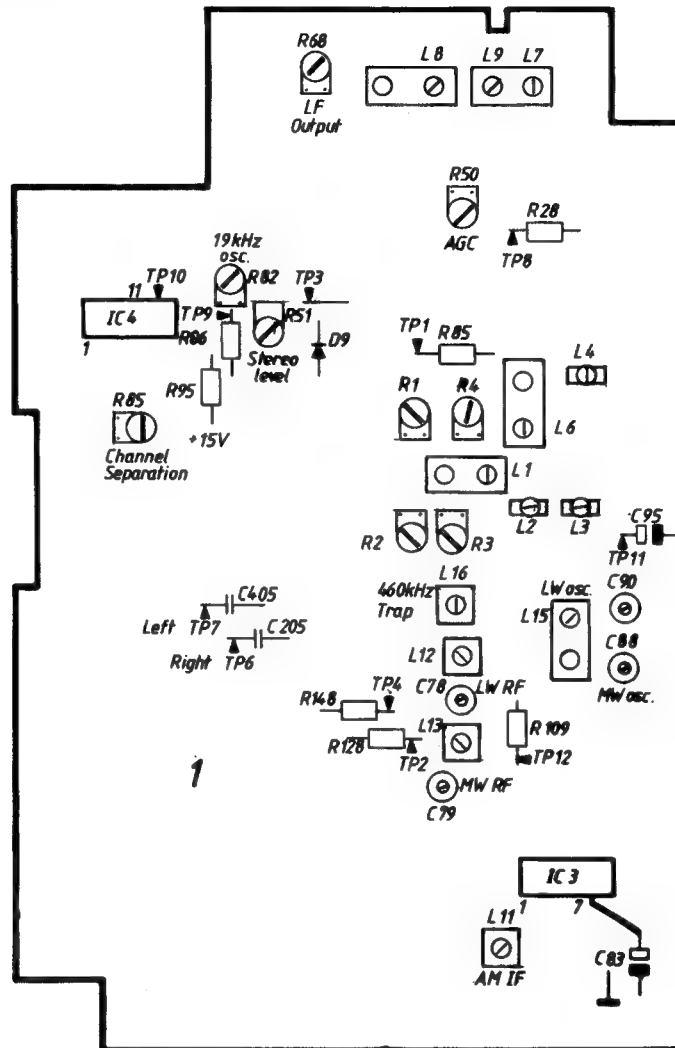 R68
L8 L9 L7
LF
Output
R50
R28
AGC
TP8
19kHz
osc.
TP10
R82
TP3
11
IC4
TP9
R51
1
R86
D9
Stereo
level
TP1
R85
L4
R95
R1
R4
R85
+15V
L6
Channel
Separation
L1
L2
L3
C95
R2
R3
TP11
L16
460kHz
Trap
LW osc.
C90
L15
C405
Left
TP7
C205
Right
TP6
L12
C88
C78
LW RF
MW osc.
TP4
R148
L13
R109
R128
TP2
TP12
1
MW RF
C79
IC3
1
7
L11
C83
AM IF